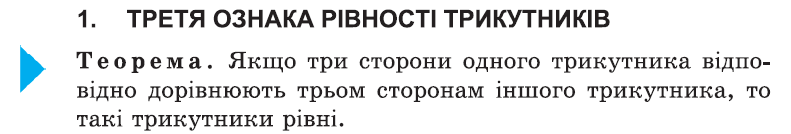 1. ТРЕТЯ ОЗНАКА РІВНОСТІ ТРИКУТНИКІВ
Теорема. Якщо три сторони одного трикутника відпо-
відно дорівнюють трьом сторонам іншого трикутника, то
такі трикутники рівні.